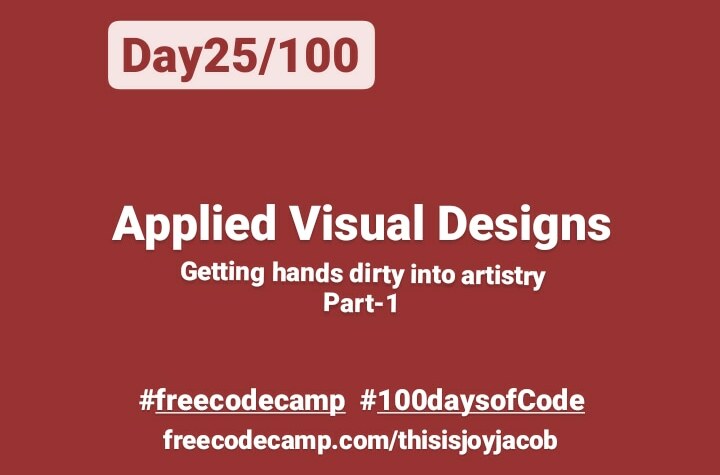 Day25/100
Applied Visual Designs
Getting hands dirty into artistry
Part-1
#freecodecamp #100daysofCode
freecodecamp.com/thisisjoyjacob